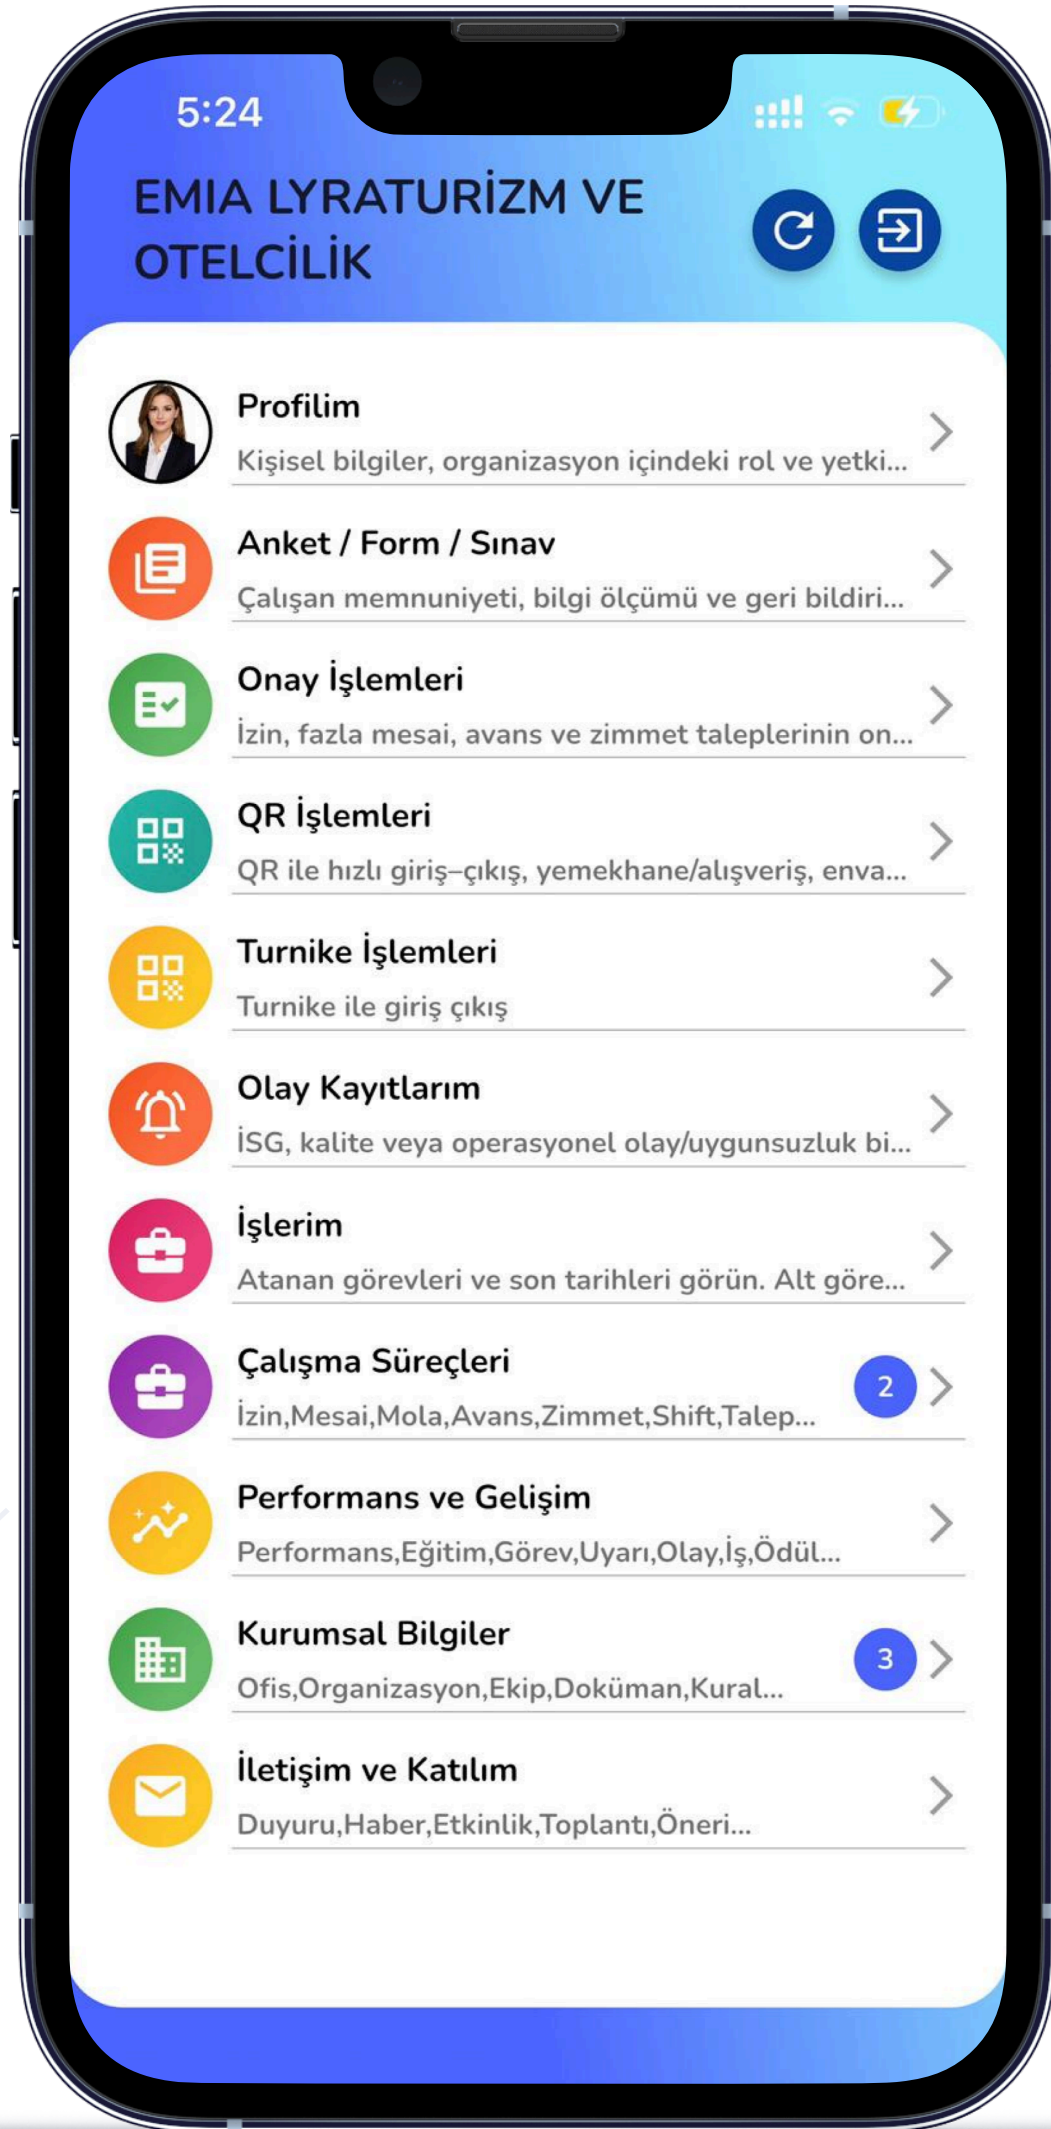 5:24
EMIA LYRATURİZM VE
OTELCİLİK
Profilim
Kişisel bilgiler, organizasyon içindeki rol ve yetki...
Anket / Form / Sınav
Çalışan memnuniyeti, bilgi ölçümü ve geri bildiri...
Onay İşlemleri
İzin, fazla mesai, avans ve zimmet taleplerinin on...
QR İşlemleri
QR ile hızlı giriş–çıkış, yemekhane/alışveriş, enva...
Turnike İşlemleri
Turnike ile giriş çıkış
Olay Kayıtlarım
İSG, kalite veya operasyonel olay/uygunsuzluk bi...
İşlerim
Atanan görevleri ve son tarihleri görün. Alt göre...
Çalışma Süreçleri
2
İzin,Mesai,Mola,Avans,Zimmet,Shift,Talep...
Performans ve Gelişim
Performans,Eğitim,Görev,Uyarı,Olay,İş,Ödül...
Kurumsal Bilgiler
3
Ofis,Organizasyon,Ekip,Doküman,Kural...
İletişim ve Katılım
Duyuru,Haber,Etkinlik,Toplantı,Öneri...